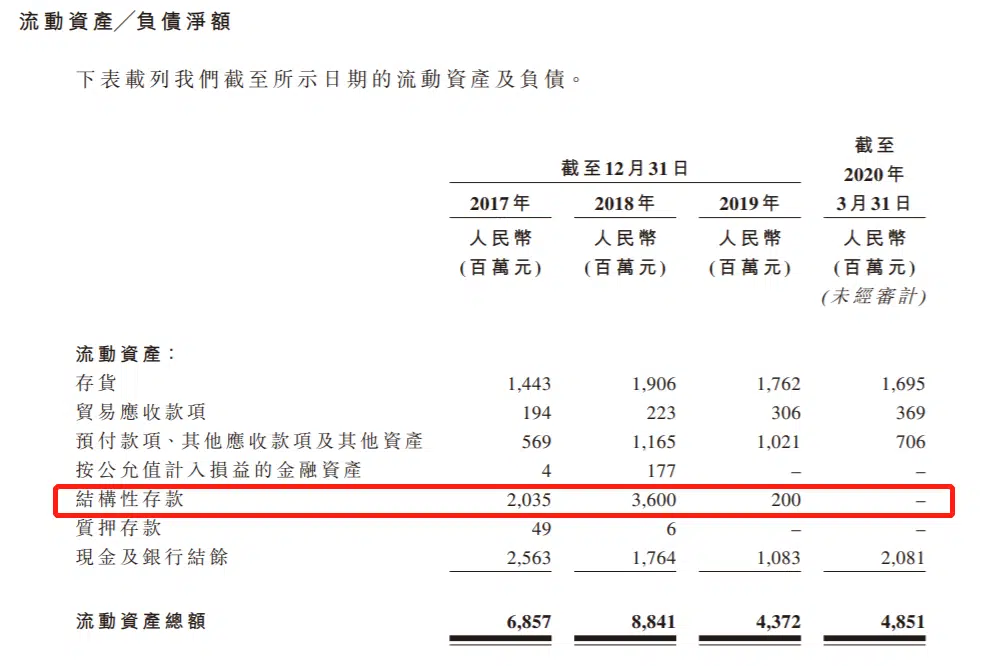 流動資產╱負債淨額
下表載列我們截至所示日期的流動資產及負債。
截至
截至12月31日 2020年
2017年 2018年 2019年 3月31日
人民幣 人民幣 人民幣 人民幣
(百萬元) (百萬元) (百萬元) (百萬元)
(未經審計)
流動資產：
存貨 1,443 1,906 1,762 1,695
貿易應收款項 194 223 306 369
預付款項、其他應收款項及其他資產 569 1,165 1,021 706
按公允值計入損益的金融資產 4 177 – –
結構性存款 2,035 3,600 200 –
質押存款 49 6 – –
現金及銀行結餘 2,563 1,764 1,083 2,081
流動資產總額 6,857 8,841 4,372 4,851